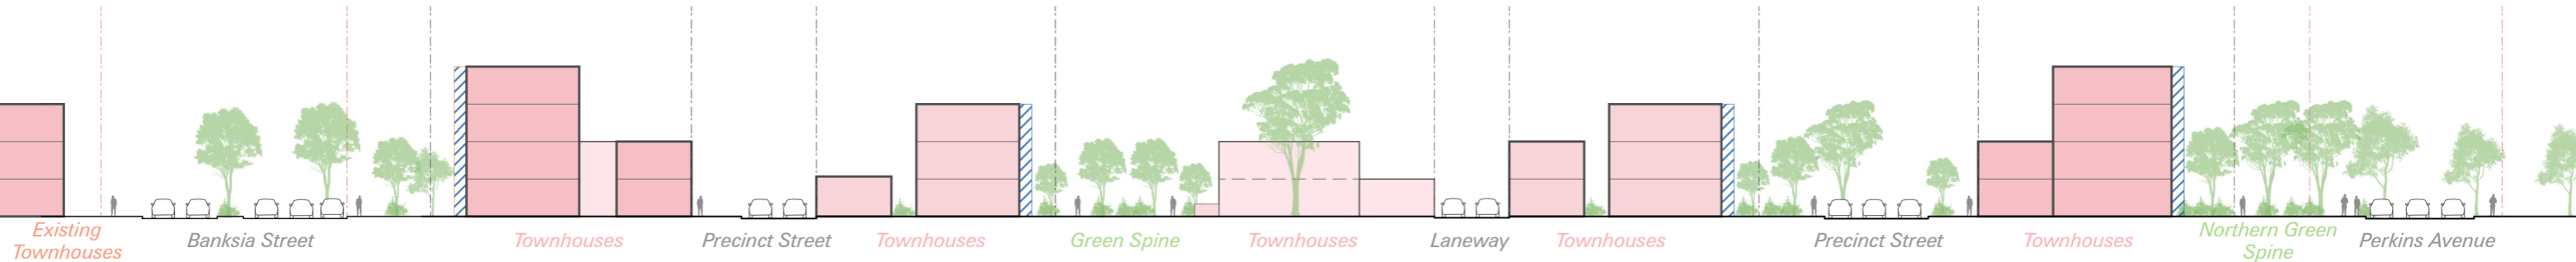 Existing
Townhouses
Banksia Street
Townhouses
Precinct Street
Townhouses
Green Spine
Townhouses
Laneway
Townhouses
Precinct Street
Townhouses
Northern Green
Spine
Perkins Avenue